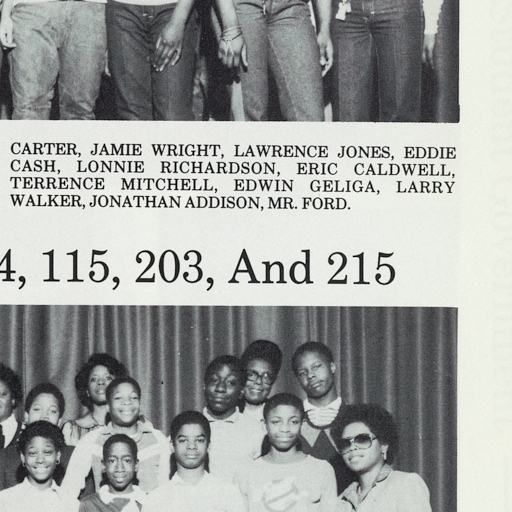 CARTER, JAMIE WRIGHT, LAWRENCE JONES, EDDIE
CASH, LONNIE RICHARDSON, ERIC CALDWELL,
TERRENCE MITCHELL, EDWIN GELIGA, LARRY
WALKER, JONATHAN ADDISON, MR. FORD.
4, 115, 203, And 215